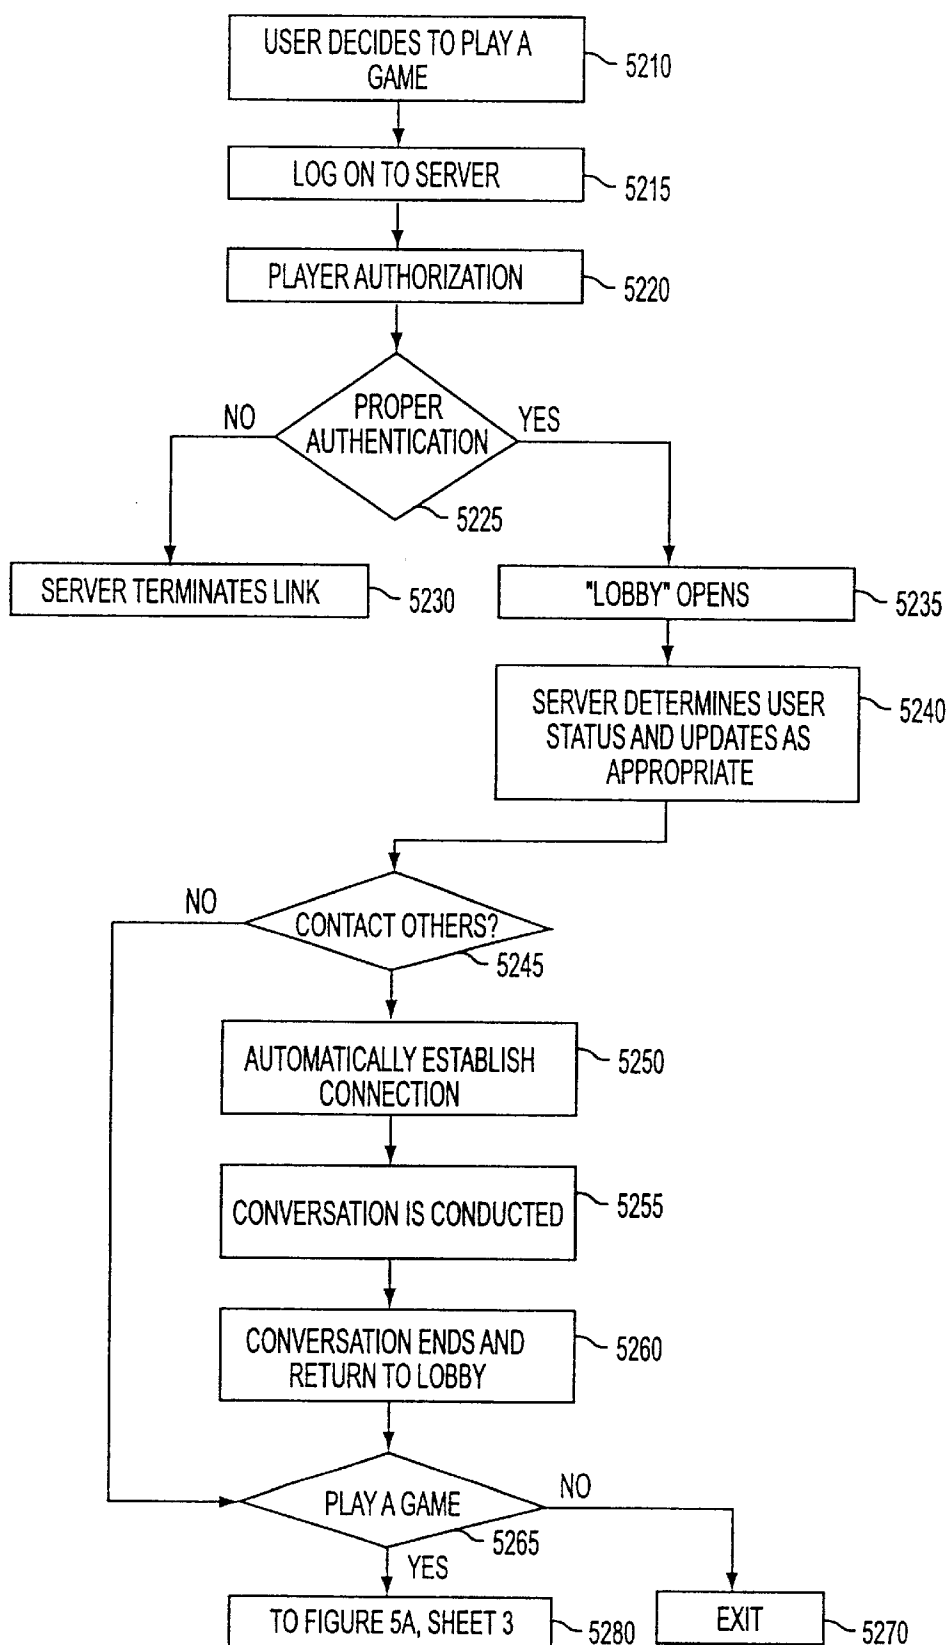 USER DECIDES TO PLAY A
GAME
5210
LOG ON TO SERVER
5215
PLAYER AUTHORIZATION
5220
NO
PROPER
AUTHENTICATION
YES
5225
SERVER TERMINATES LINK
5230
"LOBBY" OPENS
5235
SERVER DETERMINES USER
STATUS AND UPDATES AS
APPROPRIATE
5240
NO
CONTACT OTHERS?
5245
AUTOMATICALLY ESTABLISH
CONNECTION
5250
CONVERSATION IS CONDUCTED
5255
CONVERSATION ENDS AND
RETURN TO LOBBY
5260
PLAY A GAME
NO
5265
YES
TO FIGURE 5A, SHEET 3
5280
EXIT
5270